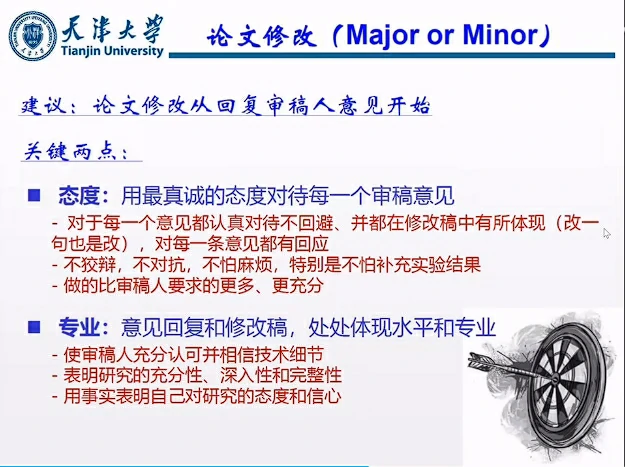 天津大学
Tianjin University
论文修改（Major or Minor）
建议：论文修改从回复审稿人意见开始
关键两点：
■ 态度：用最真诚的态度对待每一个审稿意见
- 对于每一个意见都认真对待不回避、并都在修改稿中有所体现（改一
句也是改），对每一条意见都有回应
- 不狡辩，不对抗，不怕麻烦，特别是不怕补充实验结果
- 做的比审稿人要求的更多、更充分
■ 专业：意见回复和修改稿，处处体现水平和专业
- 使审稿人充分认可并相信技术细节
- 表明研究的充分性、深入性和完整性
- 用事实表明自己对研究的态度和信心